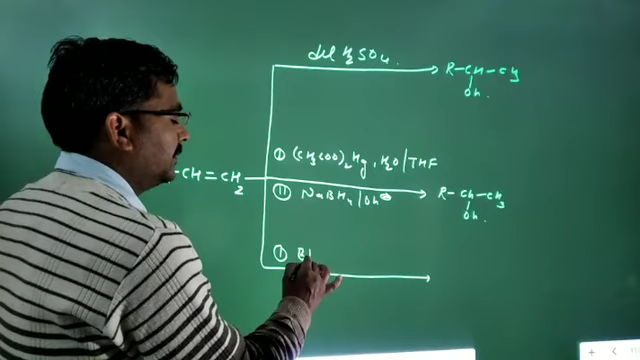 dil H2SO4.
R-CH-CH3
OH.
(I) (CH3COO)2Hg, H2O/THF
-CH=CH2
(II) NaBH4/OH⊖
R-CH-CH3
OH.
(I) B